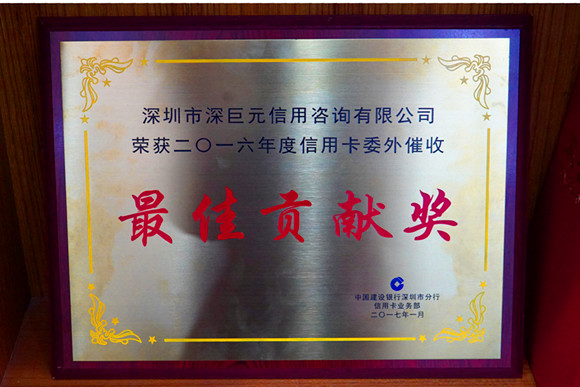 深圳市深巨元信用咨询有限公司
荣获二〇一六年度信用卡委外催收
最佳贡献奖
中国建设银行深圳市分行
信用卡业务部
二〇一七年一月